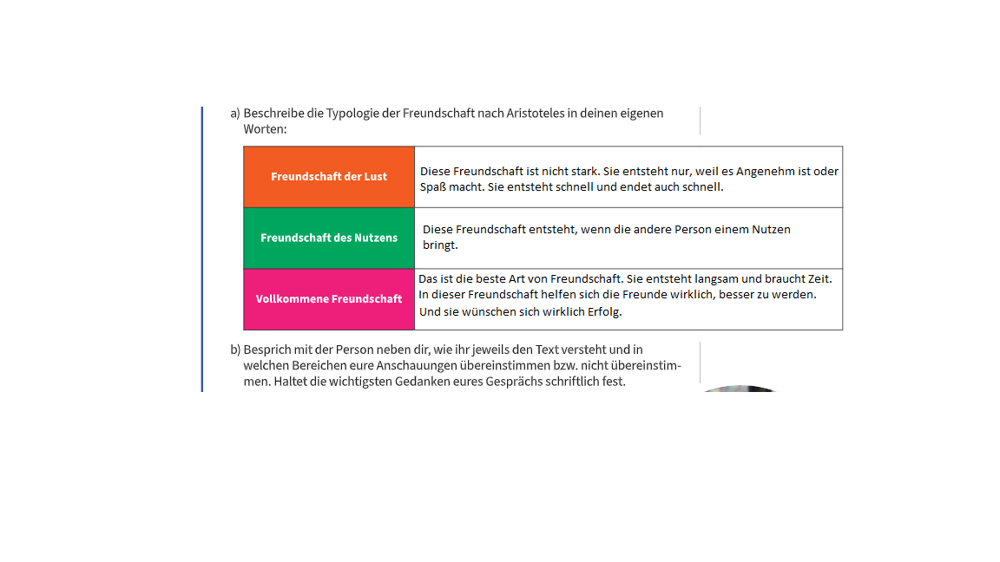 a) Beschreibe die Typologie der Freundschaft nach Aristoteles in deinen eigenen
Worten:
Freundschaft der Lust
Diese Freundschaft ist nicht stark. Sie entsteht nur, weil es Angenehm ist oder
Spaß macht. Sie entsteht schnell und endet auch schnell.
Freundschaft des Nutzens
Diese Freundschaft entsteht, wenn die andere Person einem Nutzen
bringt.
Vollkommene Freundschaft
Das ist die beste Art von Freundschaft. Sie entsteht langsam und braucht Zeit.
In dieser Freundschaft helfen sich die Freunde wirklich, besser zu werden.
Und sie wünschen sich wirklich Erfolg.
b) Besprich mit der Person neben dir, wie ihr jeweils den Text versteht und in
welchen Bereichen eure Anschauungen übereinstimmen bzw. nicht übereinstim-
men. Haltet die wichtigsten Gedanken eures Gesprächs schriftlich fest.